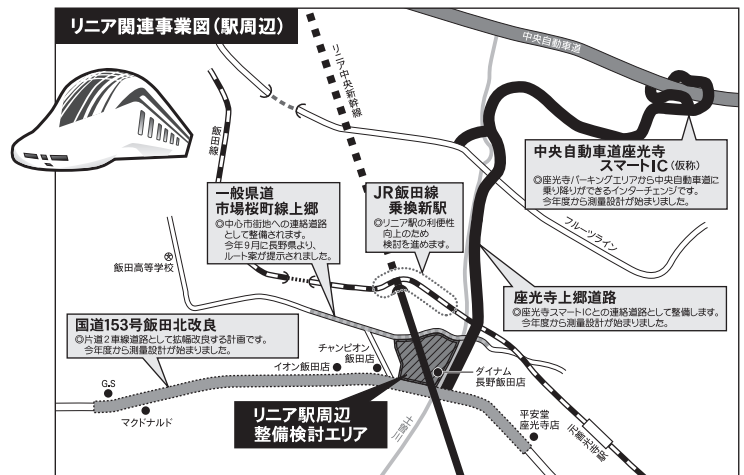 リニア関連事業図(駅周辺)
中央自動車道
リニア中央新幹線
飯田線
中央自動車道座光寺
スマートIC(仮称)
◎座光寺パーキングエリアから中央自動車道に
乗り降りができるインターチェンジです。
今年度から測量設計が始まりました。
一般県道
市場桜町線上郷
◎中心市街地への連絡道路
として整備されます。
今年9月に長野県より、
ルート案が提示されました。
JR飯田線
乗換新駅
◎リニア駅の利便性
向上のため
検討を進めます。
フルーツライン
飯田高等学校
座光寺上郷道路
◎座光寺スマートICとの連絡道路として整備します。
今年度から測量設計が始まりました。
国道153号飯田北改良
◎片道2車線道路として拡幅改良する計画です。
今年度から測量設計が始まりました。
チャンピオン
飯田店
イオン飯田店
ダイナム
長野飯田店
G.S
マクドナルド
リニア駅周辺
整備検討エリア
土曽川
平安堂
座光寺店
元善光寺駅